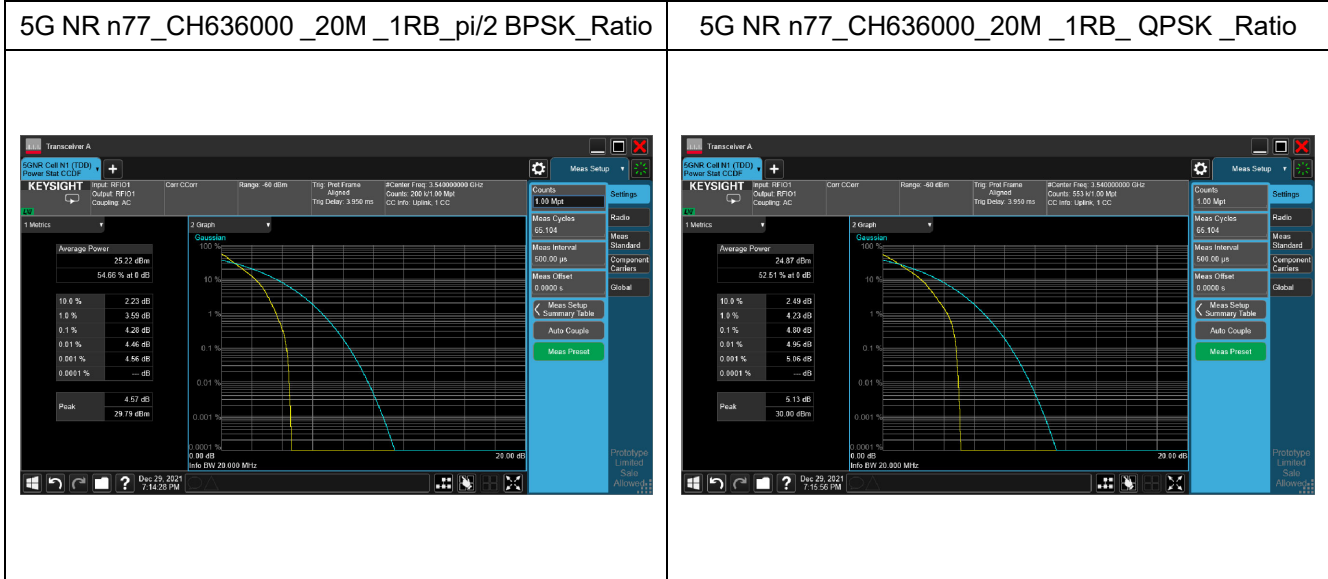 5G NR n77_CH636000 _20M _1RB_pi/2 BPSK_Ratio
5G NR n77_CH636000_20M _1RB_ QPSK _Ratio
Transceiver A
5GNR Cell N1 (TDD)
Power Stat CCDF
Meas Setup
KEYSIGHT
Input: RFIO1
Output: RFIO1
Coupling: AC
Corr CCorr
Range: -60 dBm
Trig: Prot Frame
Aligned
Trig Delay: 3.950 ms
#Center Freq: 3.540000000 GHz
Counts: 200 k/1.00 Mpt
CC Info: Uplink, 1 CC
1 Metrics
Average Power
25.22 dBm
54.66 % at 0 dB
10.0 % 2.23 dB
1.0 % 3.59 dB
0.1 % 4.28 dB
0.01 % 4.46 dB
0.001 % 4.56 dB
0.0001 % --- dB
Peak
4.57 dB
29.79 dBm
2 Graph
Gaussian
100 %
10 %
1 %
0.1 %
0.01 %
0.001 %
0.0001 %
0.00 dB
20.00 dB
Info BW 20.000 MHz
Counts
1.00 Mpt
Meas Cycles
65.104
Meas Interval
500.00 µs
Meas Offset
0.0000 s
Meas Setup
Summary Table
Auto Couple
Meas Preset
Settings
Radio
Meas
Standard
Component
Carriers
Global
Prototype
Limited
Sale
Allowed
Dec 29, 2021
7:14:28 PM
Transceiver A
5GNR Cell N1 (TDD)
Power Stat CCDF
Meas Setup
KEYSIGHT
Input: RFIO1
Output: RFIO1
Coupling: AC
Corr CCorr
Range: -60 dBm
Trig: Prot Frame
Aligned
Trig Delay: 3.950 ms
#Center Freq: 3.540000000 GHz
Counts: 553 k/1.00 Mpt
CC Info: Uplink, 1 CC
1 Metrics
Average Power
24.87 dBm
52.51 % at 0 dB
10.0 % 2.49 dB
1.0 % 4.23 dB
0.1 % 4.80 dB
0.01 % 4.95 dB
0.001 % 5.06 dB
0.0001 % --- dB
Peak
5.13 dB
30.00 dBm
2 Graph
Gaussian
100 %
10 %
1 %
0.1 %
0.01 %
0.001 %
0.0001 %
0.00 dB
20.00 dB
Info BW 20.000 MHz
Counts
1.00 Mpt
Meas Cycles
65.104
Meas Interval
500.00 µs
Meas Offset
0.0000 s
Meas Setup
Summary Table
Auto Couple
Meas Preset
Settings
Radio
Meas
Standard
Component
Carriers
Global
Prototype
Limited
Sale
Allowed
Dec 29, 2021
7:15:56 PM